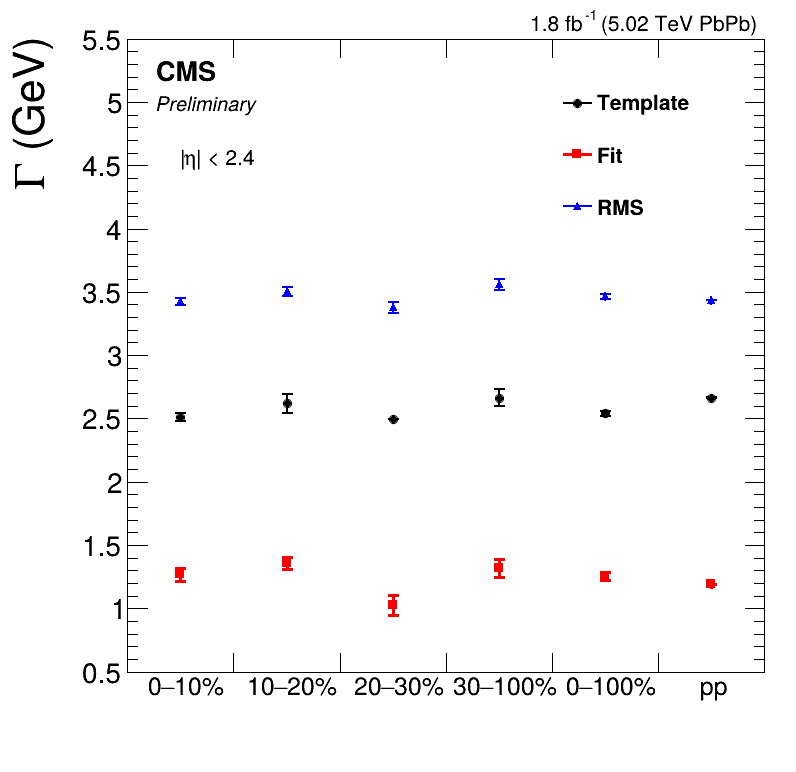 1.8 fb⁻¹ (5.02 TeV PbPb)
Γ (GeV)
5.5
5
4.5
4
3.5
3
2.5
2
1.5
1
0.5
CMS
Preliminary
|η| < 2.4
Template
Fit
RMS
0–10% 10–20% 20–30% 30–100% 0–100% pp